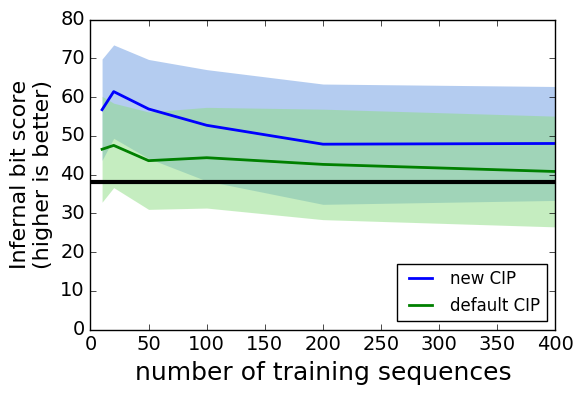 80
70
60
50
40
30
20
10
0
Infernal bit score
(higher is better)
new CIP
default CIP
0 50 100 150 200 250 300 350 400
number of training sequences